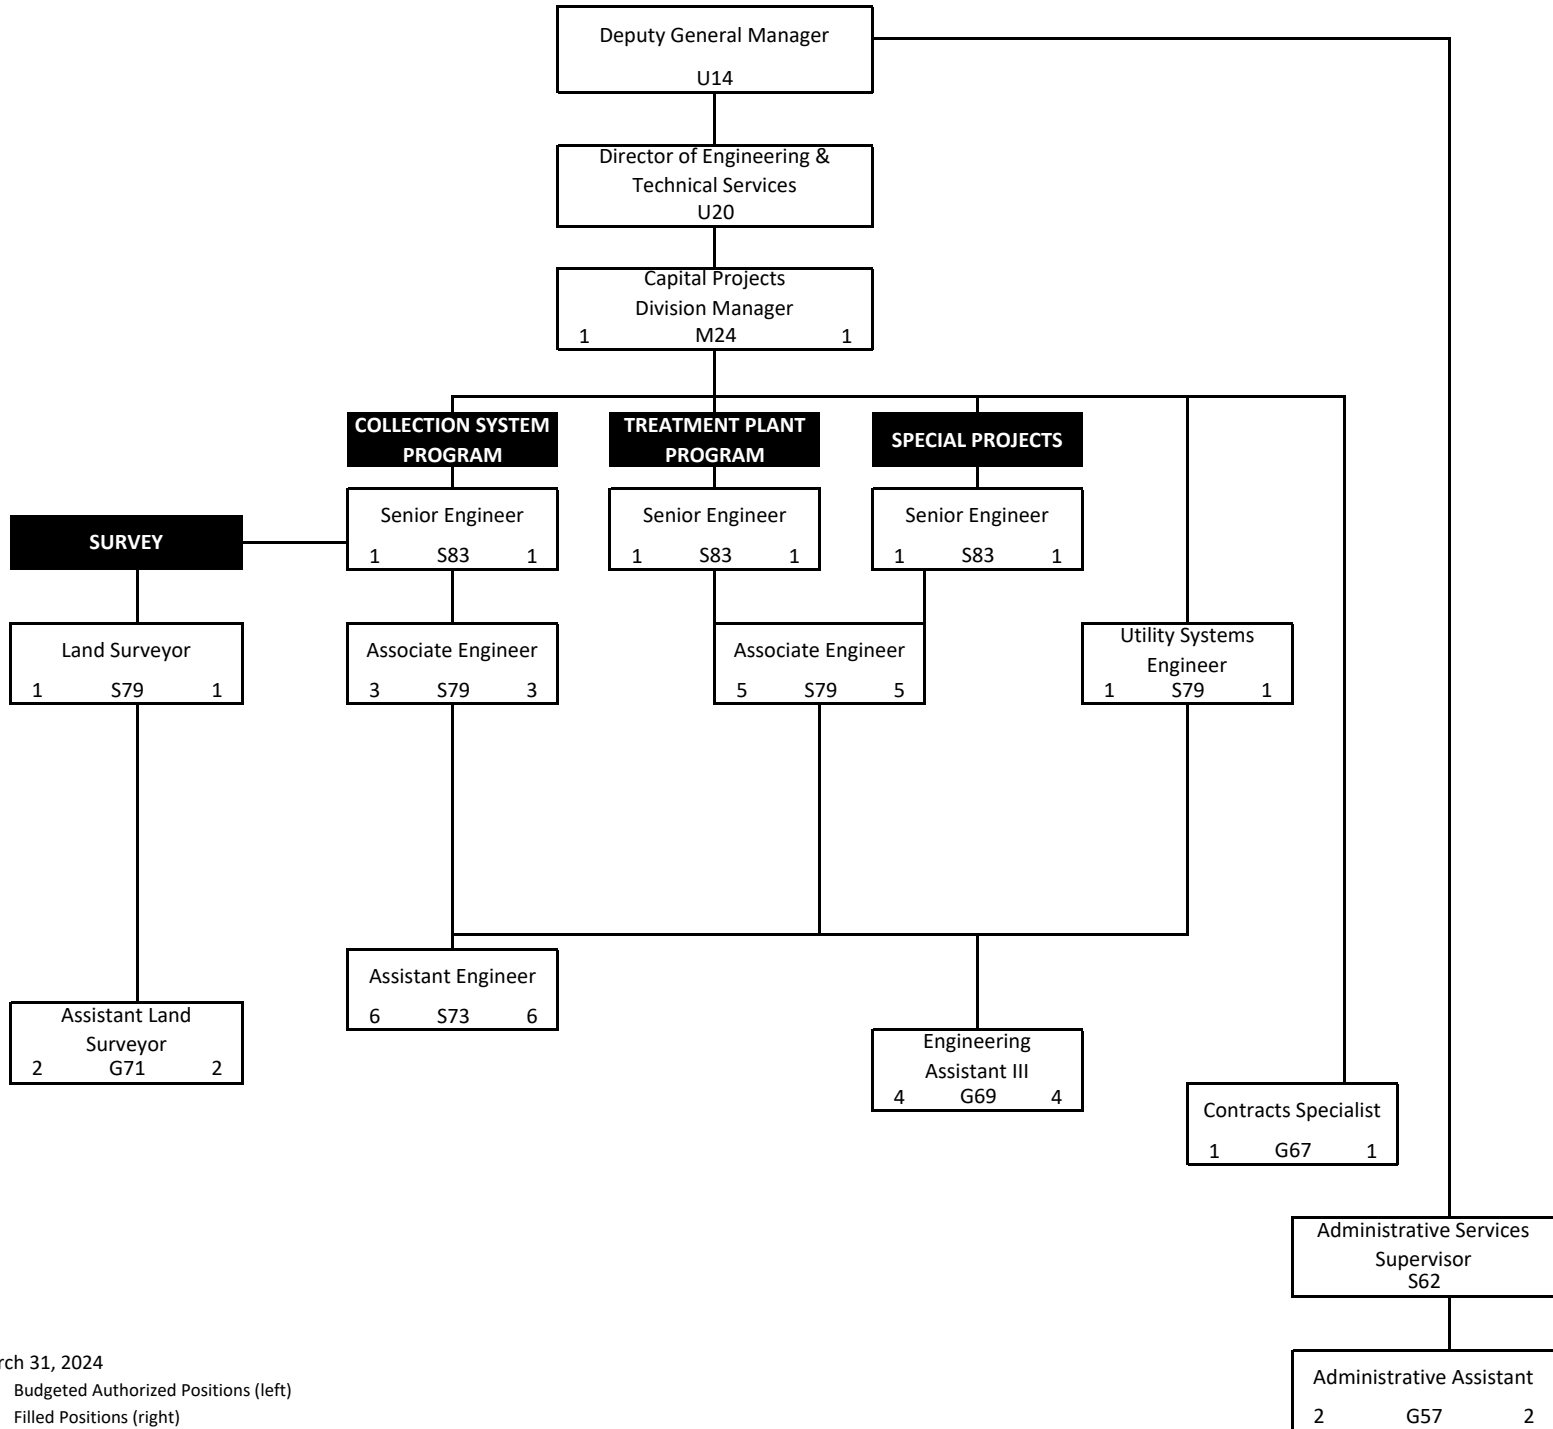 Deputy General Manager
U14
Director of Engineering &
Technical Services
U20
Capital Projects
Division Manager
1 M24 1
COLLECTION SYSTEM
PROGRAM
TREATMENT PLANT
PROGRAM
SPECIAL PROJECTS
Senior Engineer
1 S83 1
Senior Engineer
1 S83 1
Senior Engineer
1 S83 1
SURVEY
Land Surveyor
1 S79 1
Associate Engineer
3 S79 3
Associate Engineer
5 S79 5
Utility Systems
Engineer
1 S79 1
Assistant Engineer
6 S73 6
Assistant Land
Surveyor
2 G71 2
Engineering
Assistant III
4 G69 4
Contracts Specialist
1 G67 1
Administrative Services
Supervisor
S62
Administrative Assistant
2 G57 2
rch 31, 2024
Budgeted Authorized Positions (left)
Filled Positions (right)